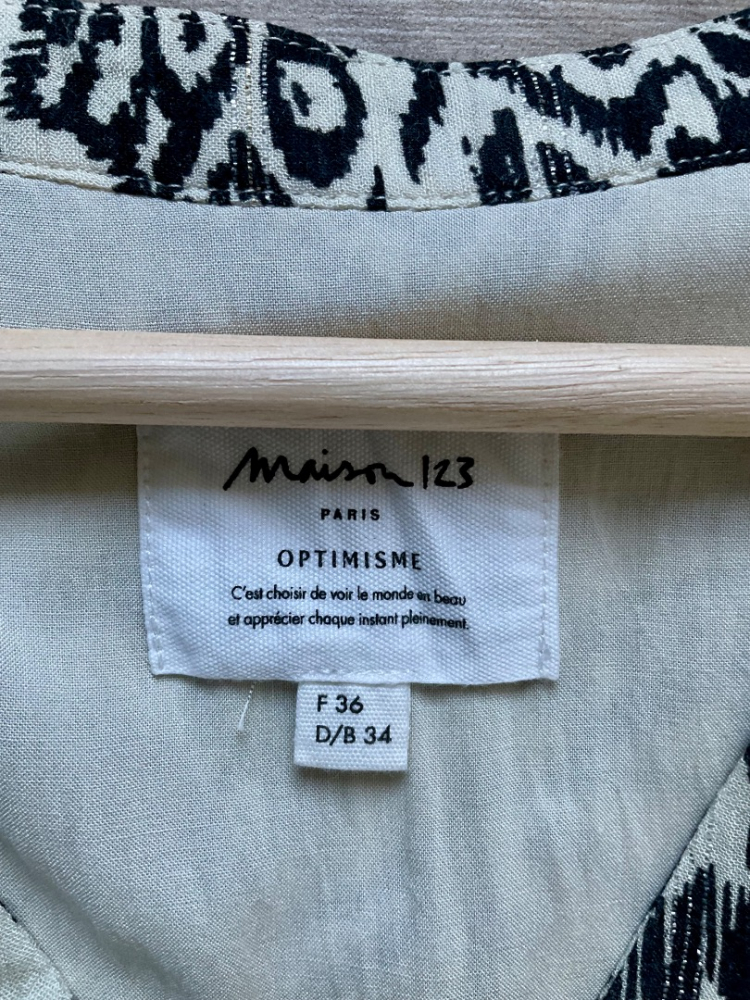 Maison 123
PARIS
OPTIMISME
C'est choisir de voir le monde en beau
et apprécier chaque instant pleinement.
F 36
D/B 34